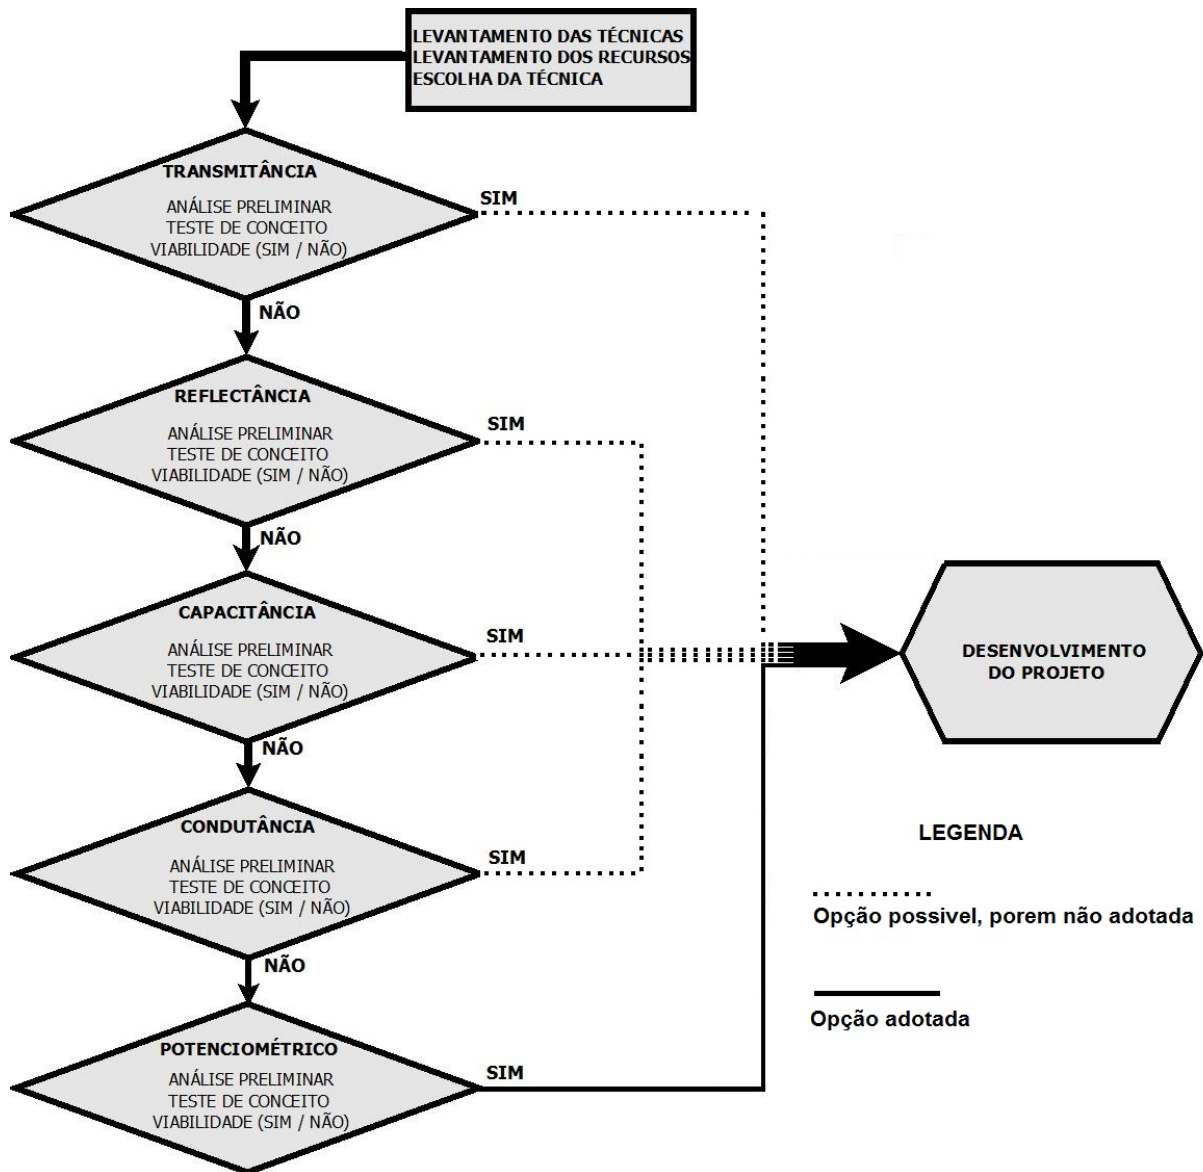 LEVANTAMENTO DAS TÉCNICAS
LEVANTAMENTO DOS RECURSOS
ESCOLHA DA TÉCNICA
TRANSMITÂNCIA
ANÁLISE PRELIMINAR
TESTE DE CONCEITO
VIABILIDADE (SIM / NÃO)
SIM
NÃO
REFLECTÂNCIA
ANÁLISE PRELIMINAR
TESTE DE CONCEITO
VIABILIDADE (SIM / NÃO)
SIM
NÃO
CAPACITÂNCIA
ANÁLISE PRELIMINAR
TESTE DE CONCEITO
VIABILIDADE (SIM / NÃO)
SIM
NÃO
CONDUTÂNCIA
ANÁLISE PRELIMINAR
TESTE DE CONCEITO
VIABILIDADE (SIM / NÃO)
SIM
NÃO
POTENCIOMÉTRICO
ANÁLISE PRELIMINAR
TESTE DE CONCEITO
VIABILIDADE (SIM / NÃO)
SIM
DESENVOLVIMENTO
DO PROJETO
LEGENDA
Opção possivel, porem não adotada
Opção adotada